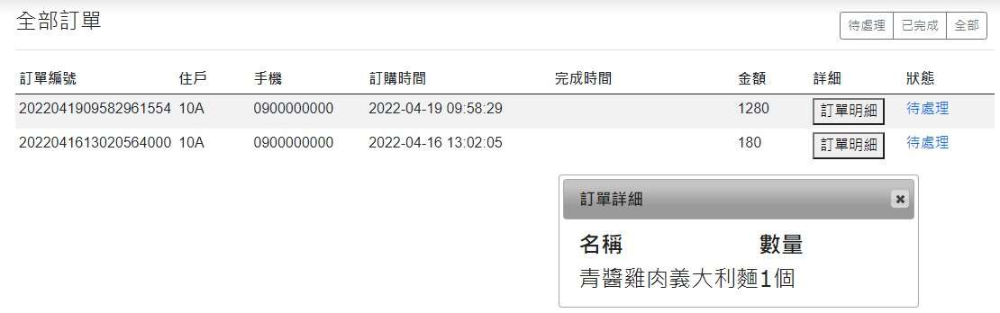 全部訂單
待處理 已完成 全部
訂單編號 住戶 手機 訂購時間 完成時間 金額 詳細 狀態
2022041909582961554 10A 0900000000 2022-04-19 09:58:29 1280 訂單明細 待處理
2022041613020564000 10A 0900000000 2022-04-16 13:02:05 180 訂單明細 待處理
訂單詳細
名稱 數量
青醬雞肉義大利麵1個